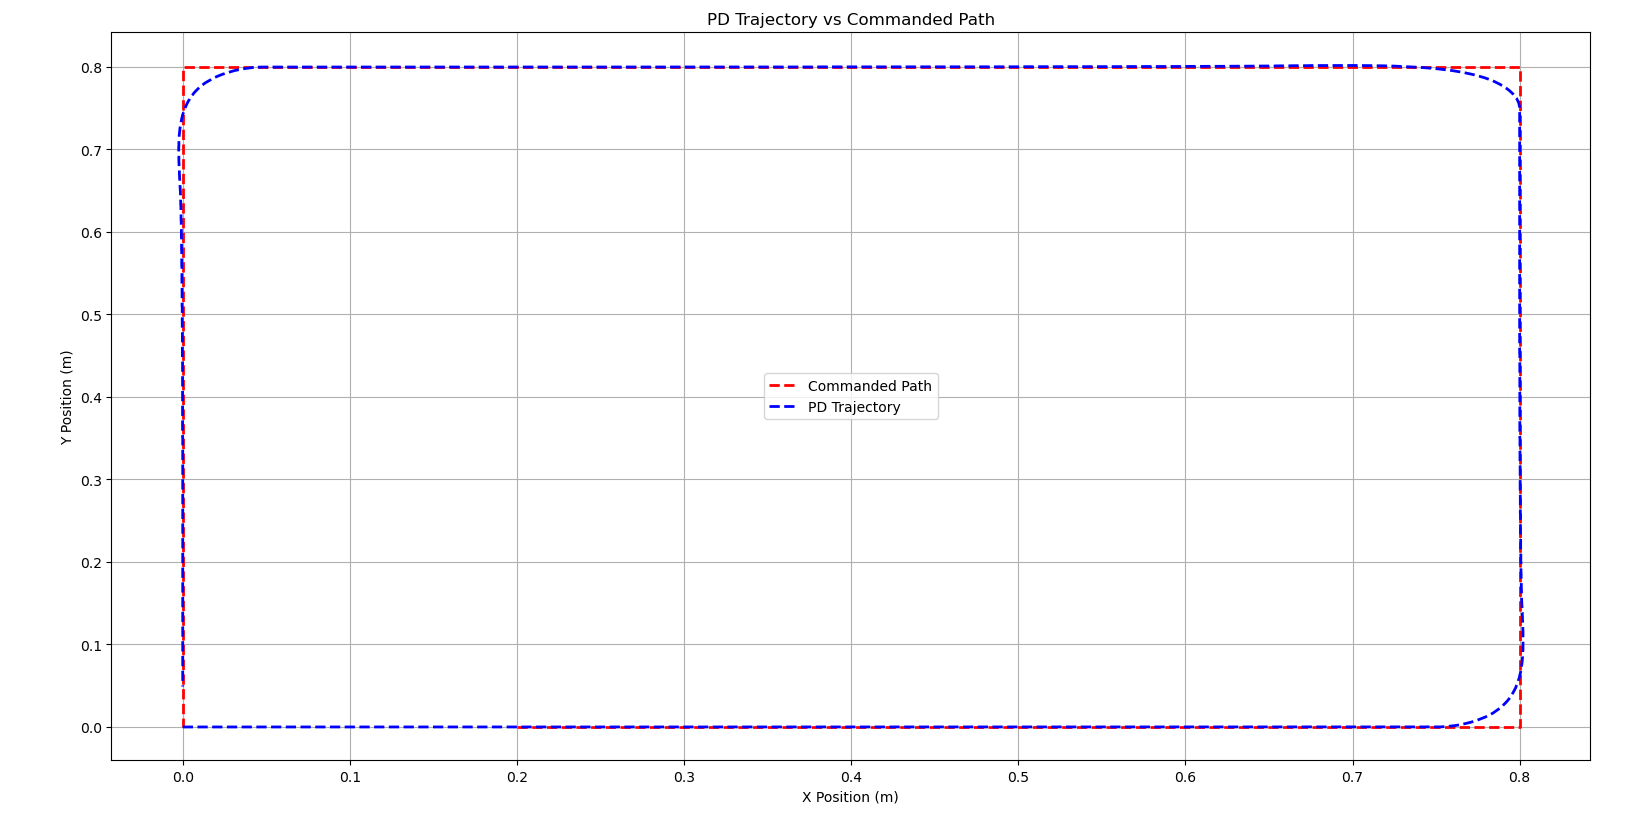 PD Trajectory vs Commanded Path
0.8
0.7
0.6
0.5
0.4
0.3
0.2
0.1
0.0
Y Position (m)
Commanded Path
PD Trajectory
0.0 0.1 0.2 0.3 0.4 0.5 0.6 0.7 0.8
X Position (m)